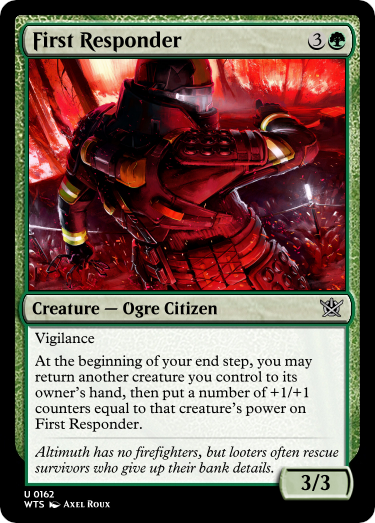 First Responder
3
Creature — Ogre Citizen
Vigilance
At the beginning of your end step, you may
return another creature you control to its
owner's hand, then put a number of +1/+1
counters equal to that creature's power on
First Responder.
Altimuth has no firefighters, but looters often rescue
survivors who give up their bank details.
3/3
U 0162
WTS Axel Roux